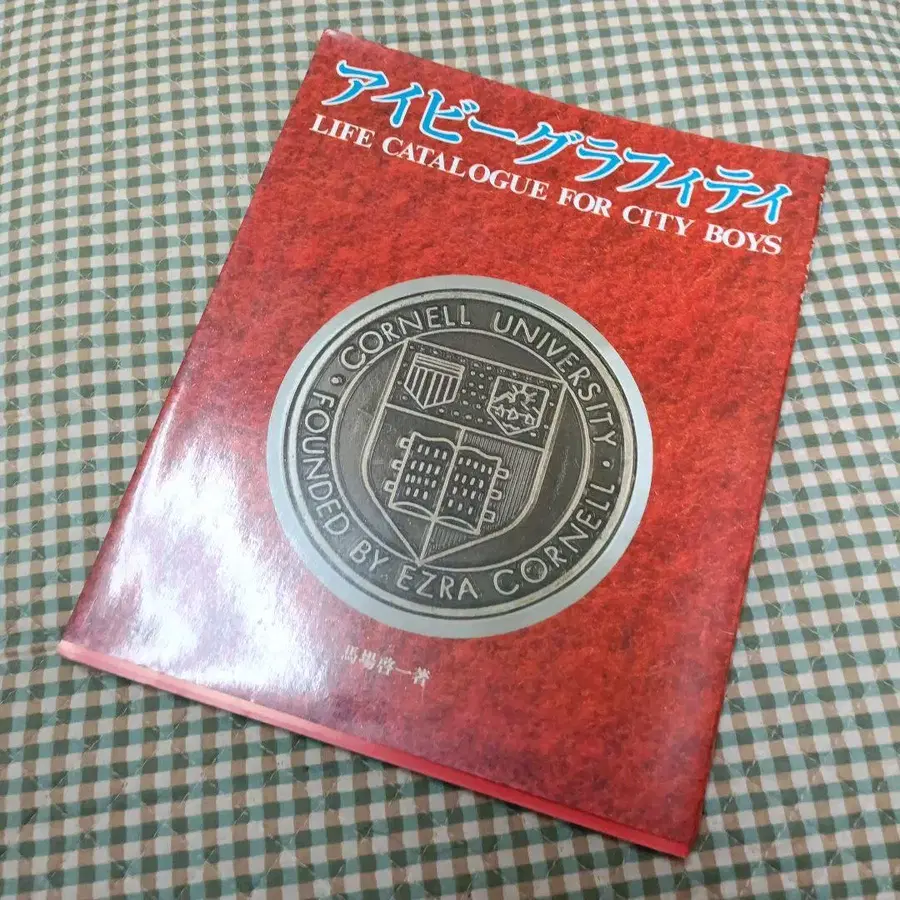 アイビーグラフィティ
LIFE CATALOGUE FOR CITY BOYS
CORNELL UNIVERSITY
FOUNDED BY EZRA CORNELL
馬場啓一著